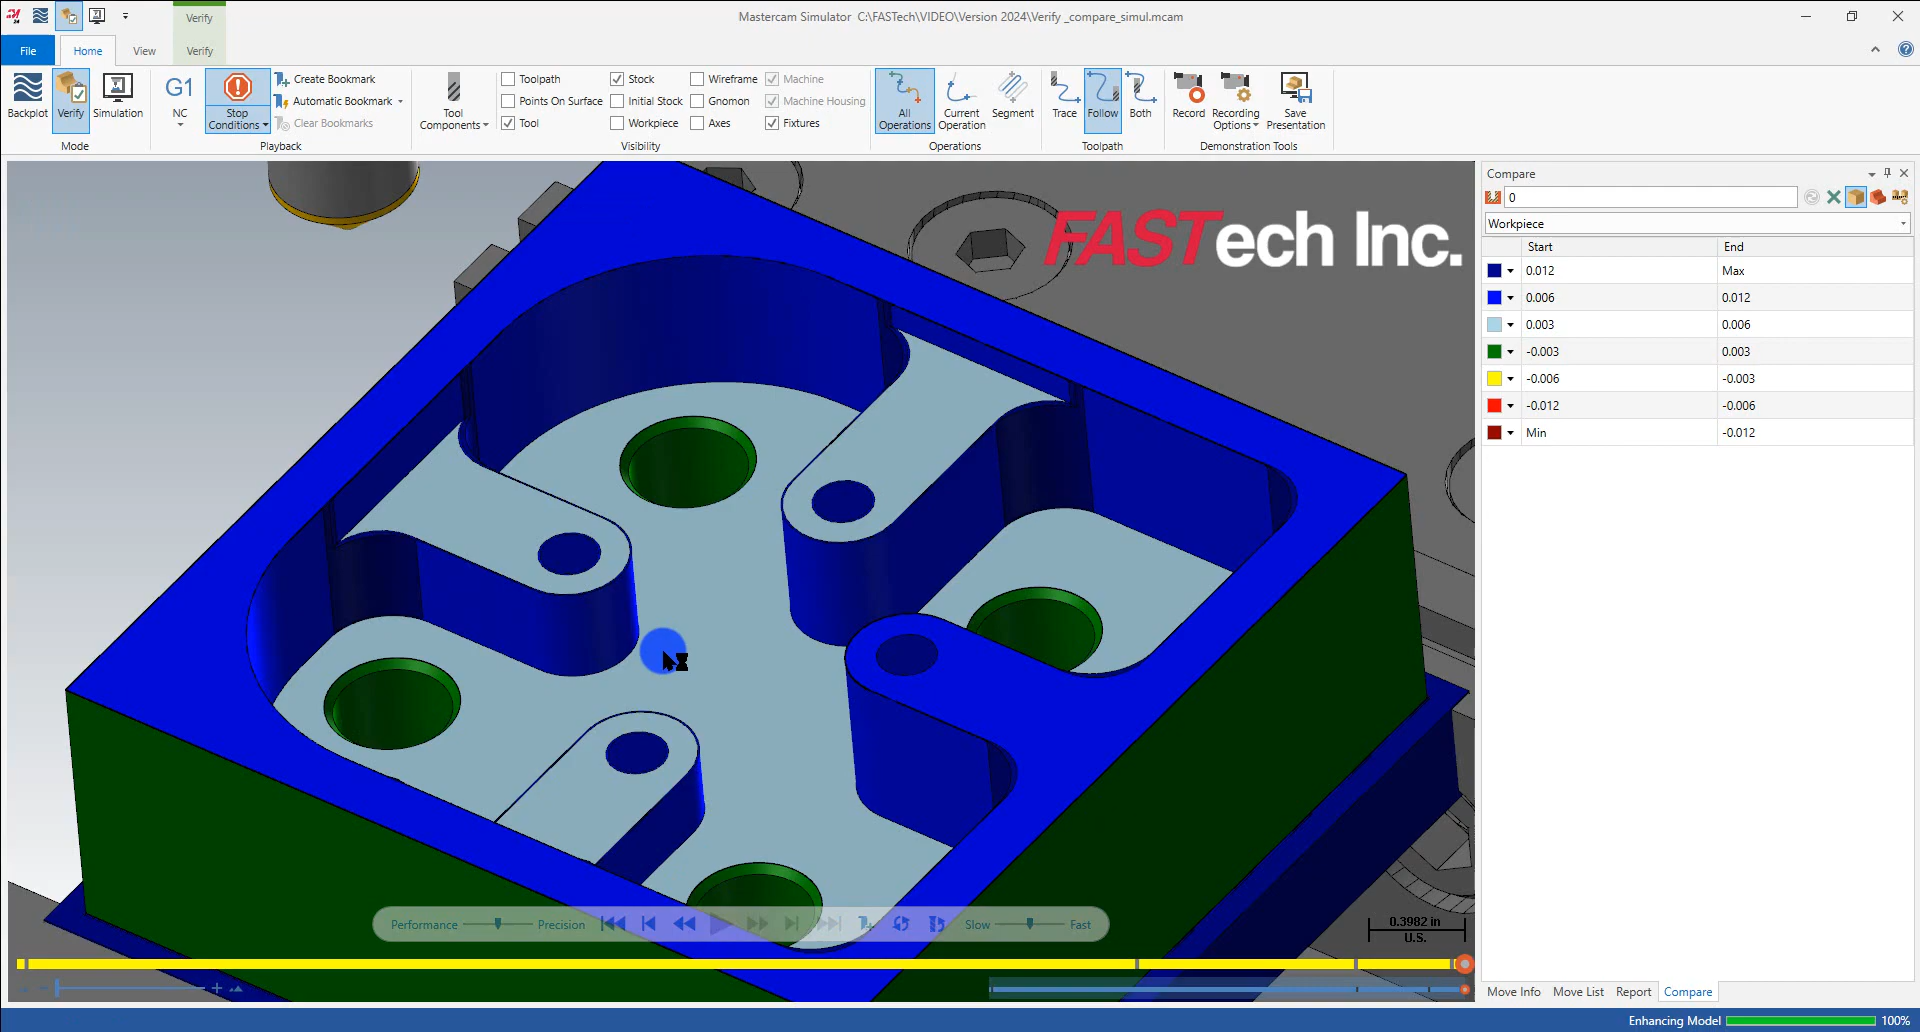 Verify
Mastercam Simulator C:\FASTech\VIDEO\Version 2024\Verify _compare_simul.mcam
File Home View Verify
Backplot Verify Simulation
Mode
G1
NC
Stop Conditions
Create Bookmark
Automatic Bookmark
Clear Bookmarks
Playback
Tool Components
Toolpath Stock Wireframe Machine
Points On Surface Initial Stock Gnomon Machine Housing
Tool Workpiece Axes Fixtures
Visibility
All Operations Current Operation Segment
Operations
Trace Follow Both
Toolpath
Record Recording Options Save Presentation
Demonstration Tools
FASTech Inc.
Compare
0
Workpiece
Start End
0.012 Max
0.006 0.012
0.003 0.006
-0.003 0.003
-0.006 -0.003
-0.012 -0.006
Min -0.012
Performance Precision Slow Fast
0.3982 in
U.S.
Move Info Move List Report Compare
Enhancing Model 100%